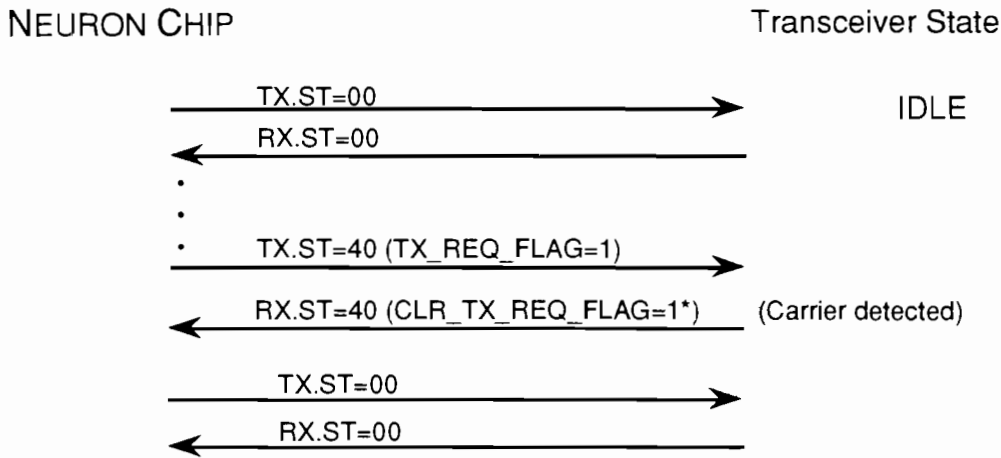 NEURON CHIP
Transceiver State
TX.ST=00
IDLE
RX.ST=00
TX.ST=40 (TX_REQ_FLAG=1)
RX.ST=40 (CLR_TX_REQ_FLAG=1*)
(Carrier detected)
TX.ST=00
RX.ST=00